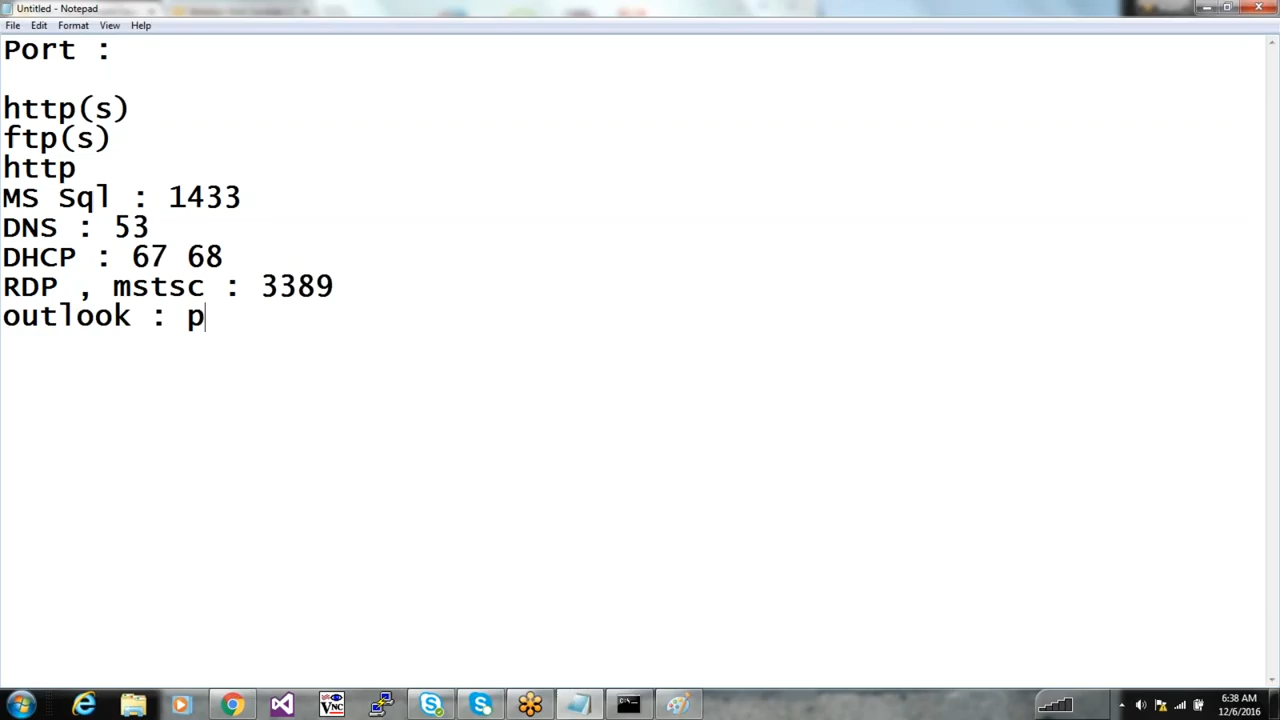 Untitled - Notepad
File Edit Format View Help
Port :
http(s)
ftp(s)
http
MS Sql : 1433
DNS : 53
DHCP : 67 68
RDP , mstsc : 3389
outlook : p
6:38 AM
12/6/2016